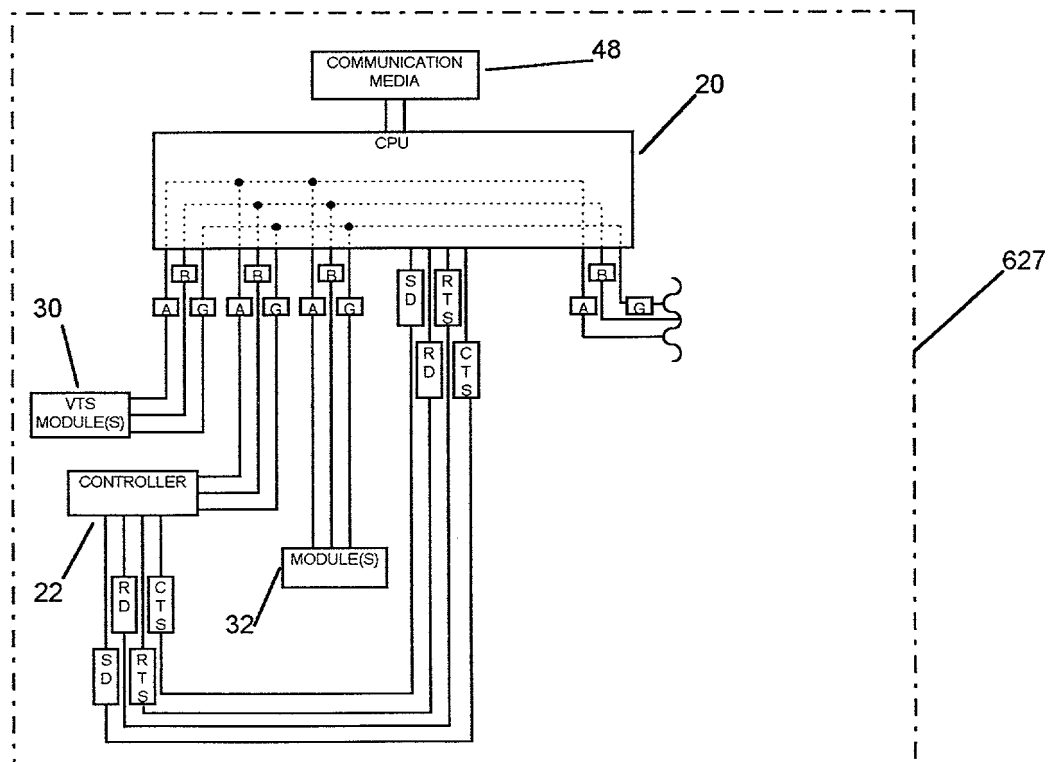 COMMUNICATION
MEDIA
48
20
CPU
627
B
B
B
B
A
G
A
G
A
G
A
G
SD
RTS
RD
CTS
30
VTS
MODULE(S)
CONTROLLER
22
MODULE(S)
32
RD
CTS
SD
RTS